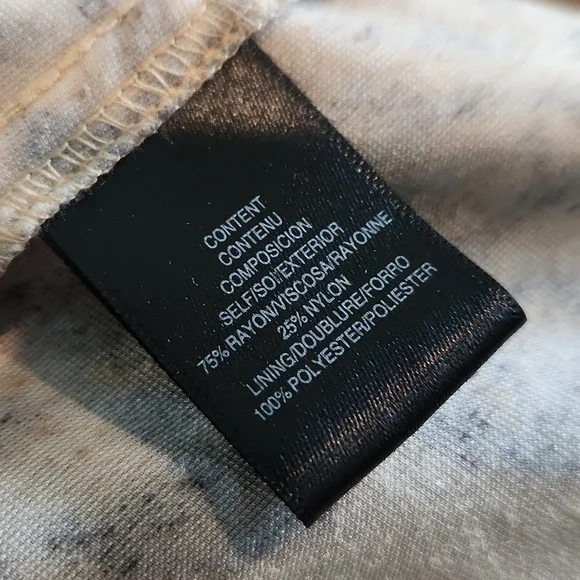 CONTENT
CONTENU
COMPOSICION
SELF/SOI/EXTERIOR
75% RAYON/VISCOSA/RAYONNE
25% NYLON
LINING/DOUBLURE/FORRO
100% POLYESTER/POLIESTER